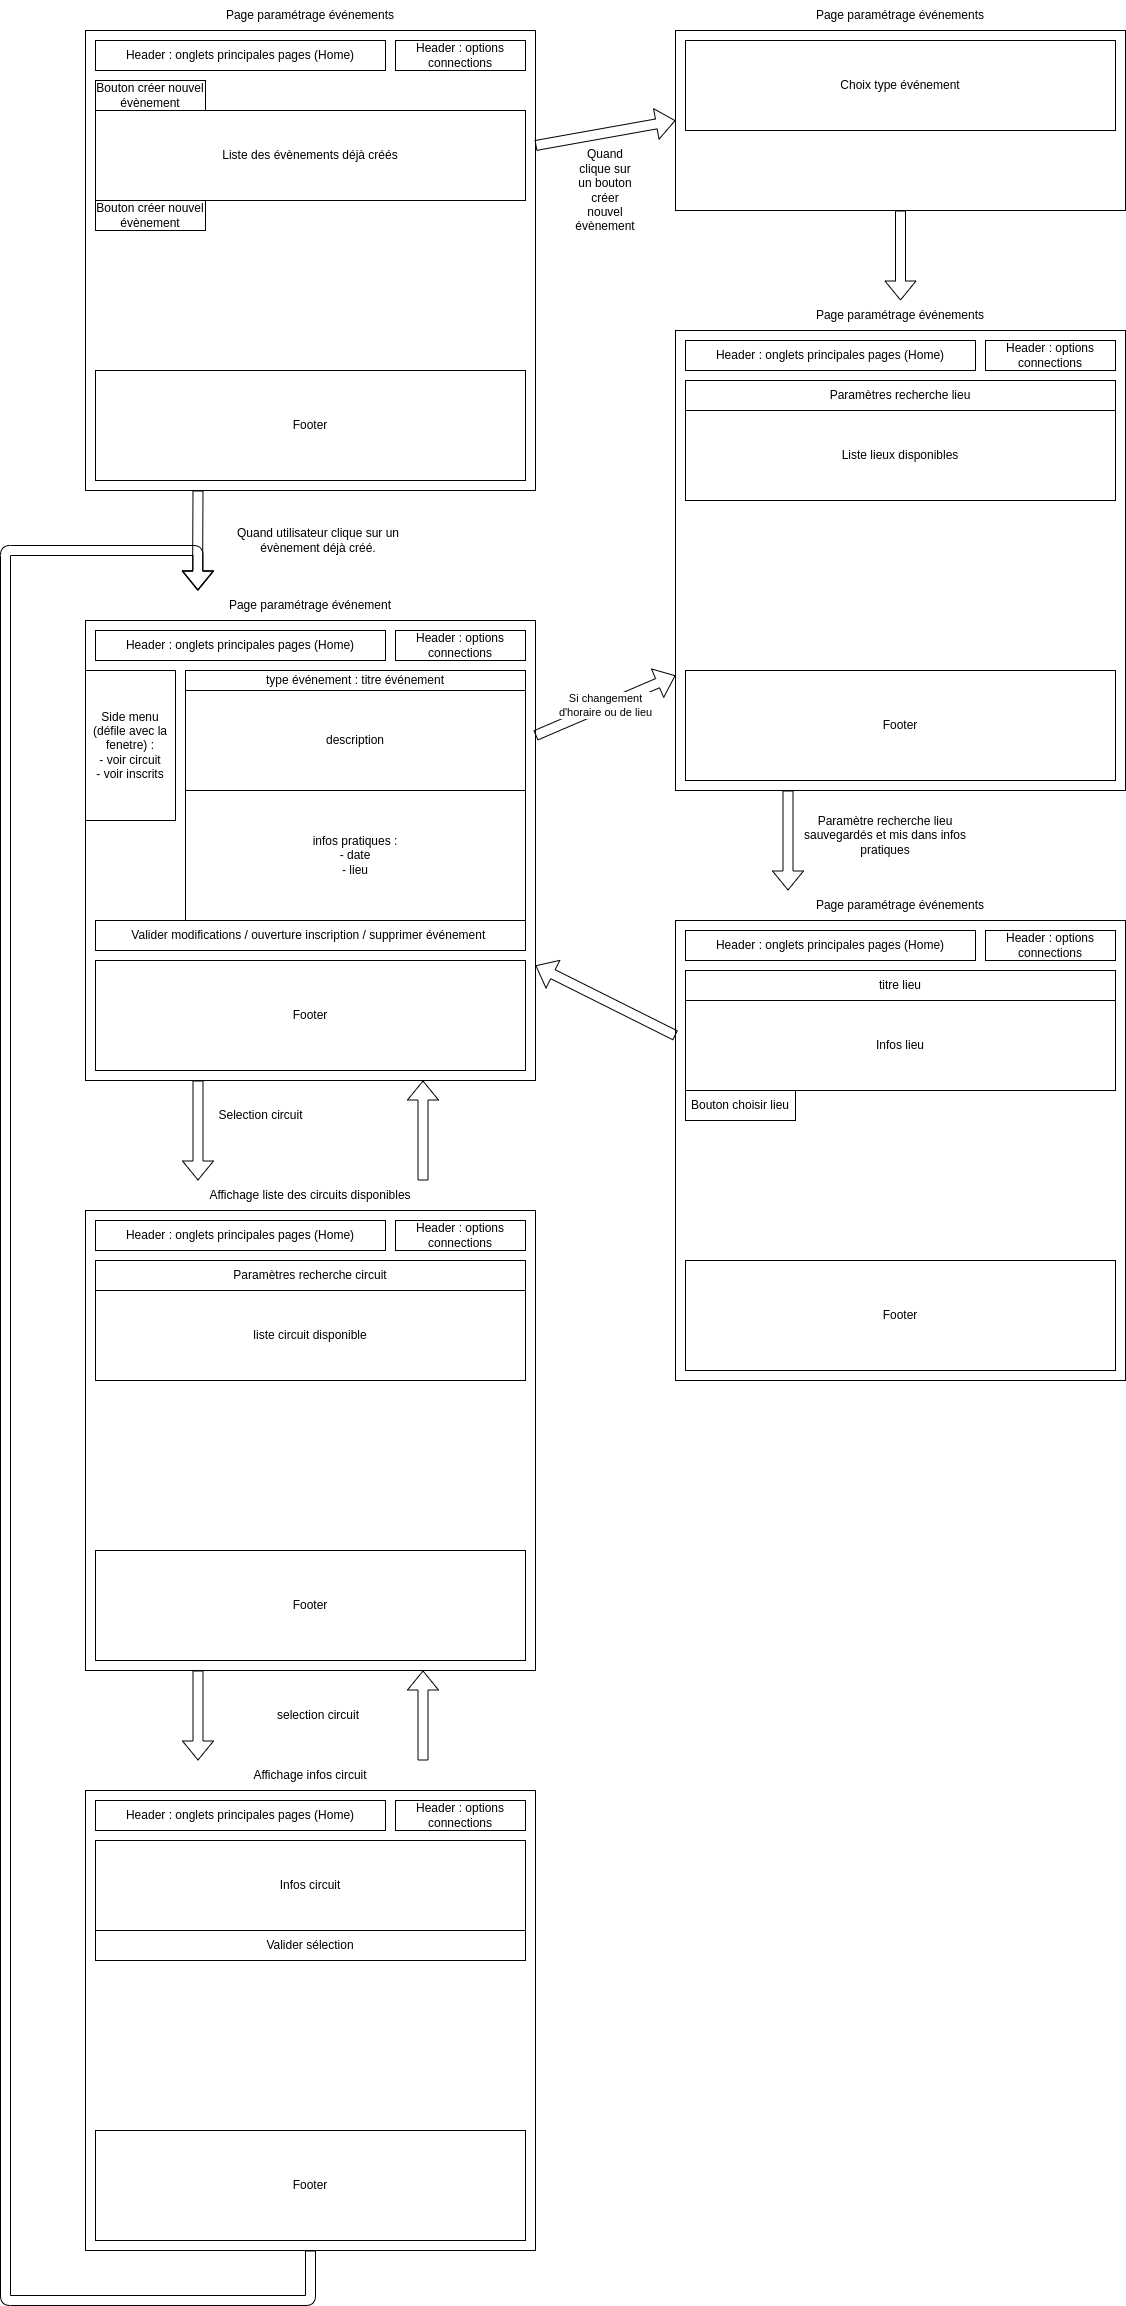 Page paramétrage événements
Header : onglets principales pages (Home)
Header : options
connections
Bouton créer nouvel
évènement
Liste des évènements déjà créés
Bouton créer nouvel
évènement
Footer
Quand
clique sur
un bouton
créer
nouvel
évènement
Page paramétrage événements
Choix type événement
Page paramétrage événements
Header : onglets principales pages (Home)
Header : options
connections
Paramètres recherche lieu
Liste lieux disponibles
Footer
Quand utilisateur clique sur un
évènement déjà créé.
Page paramétrage événement
Header : onglets principales pages (Home)
Header : options
connections
Side menu
(défile avec la
fenetre) :
- voir circuit
- voir inscrits
type événement : titre événement
description
infos pratiques :
- date
- lieu
Valider modifications / ouverture inscription / supprimer événement
Footer
Si changement
d'horaire ou de lieu
Paramètre recherche lieu
sauvegardés et mis dans infos
pratiques
Page paramétrage événements
Header : onglets principales pages (Home)
Header : options
connections
titre lieu
Infos lieu
Bouton choisir lieu
Footer
Selection circuit
Affichage liste des circuits disponibles
Header : onglets principales pages (Home)
Header : options
connections
Paramètres recherche circuit
liste circuit disponible
Footer
selection circuit
Affichage infos circuit
Header : onglets principales pages (Home)
Header : options
connections
Infos circuit
Valider sélection
Footer